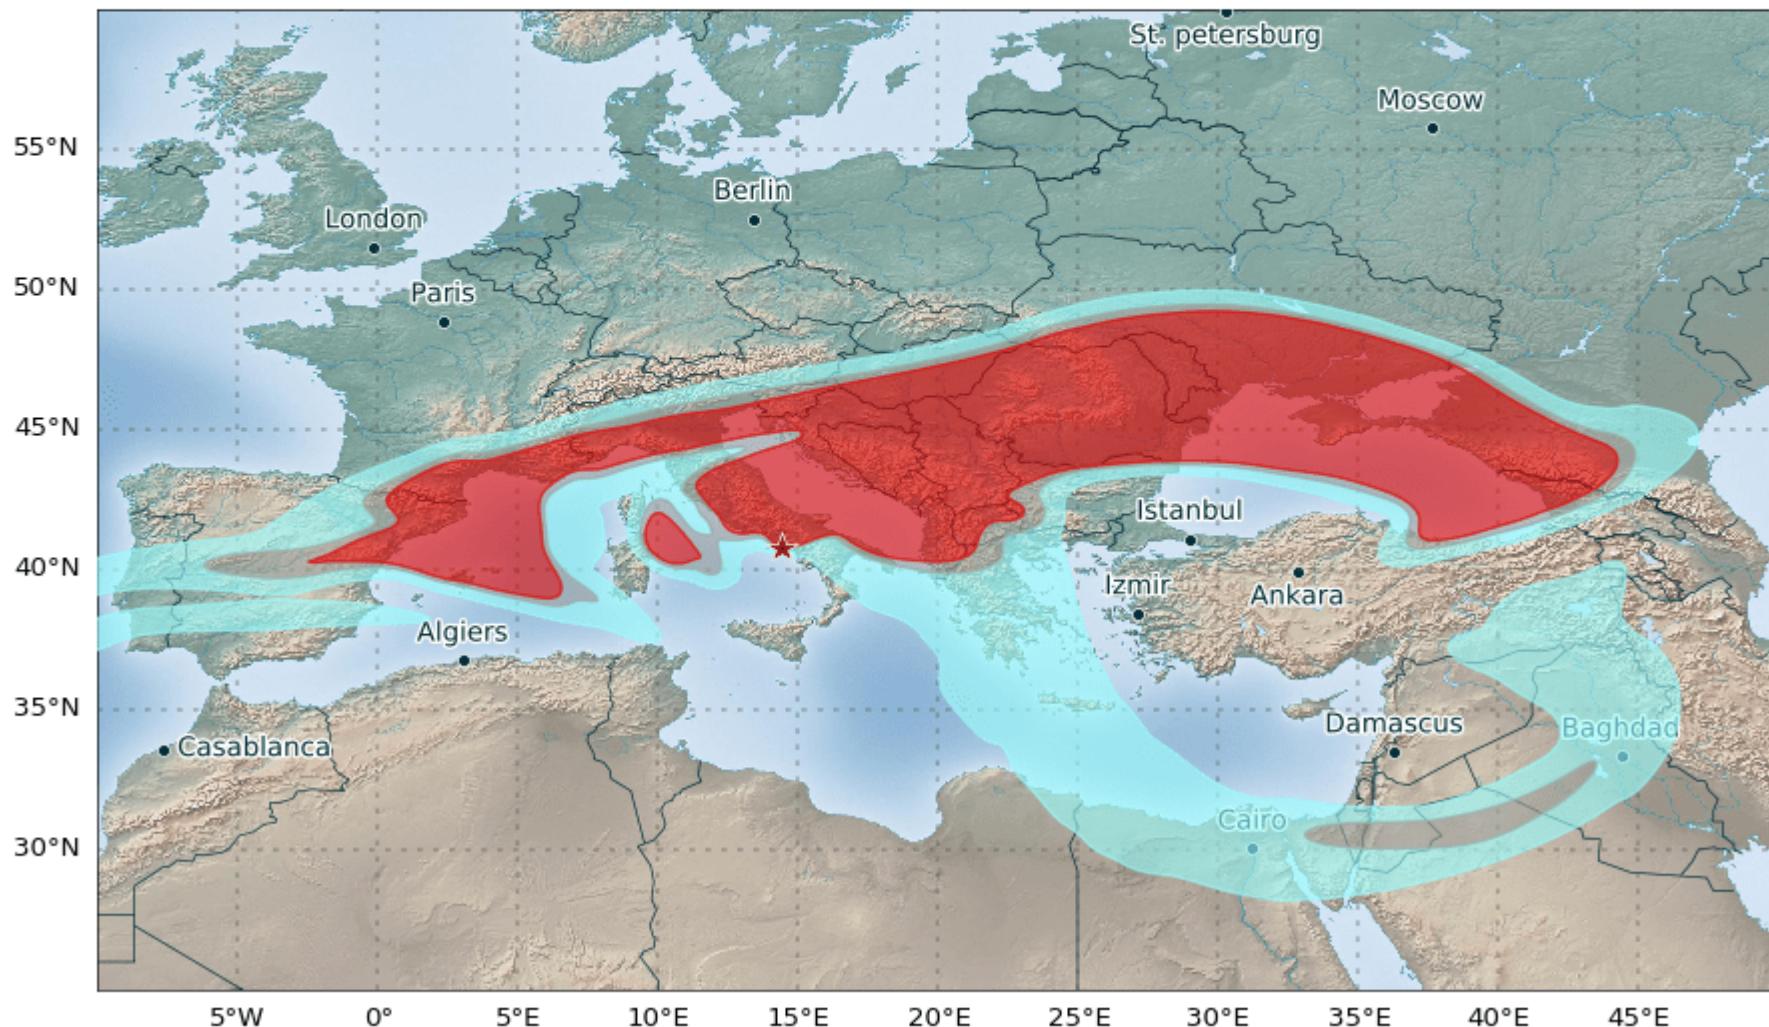 St. petersburg
Moscow
55°N
Berlin
London
50°N
Paris
45°N
Istanbul
40°N
Izmir
Ankara
Algiers
35°N
Damascus
Baghdad
Casablanca
Cairo
30°N
5°W 0° 5°E 10°E 15°E 20°E 25°E 30°E 35°E 40°E 45°E